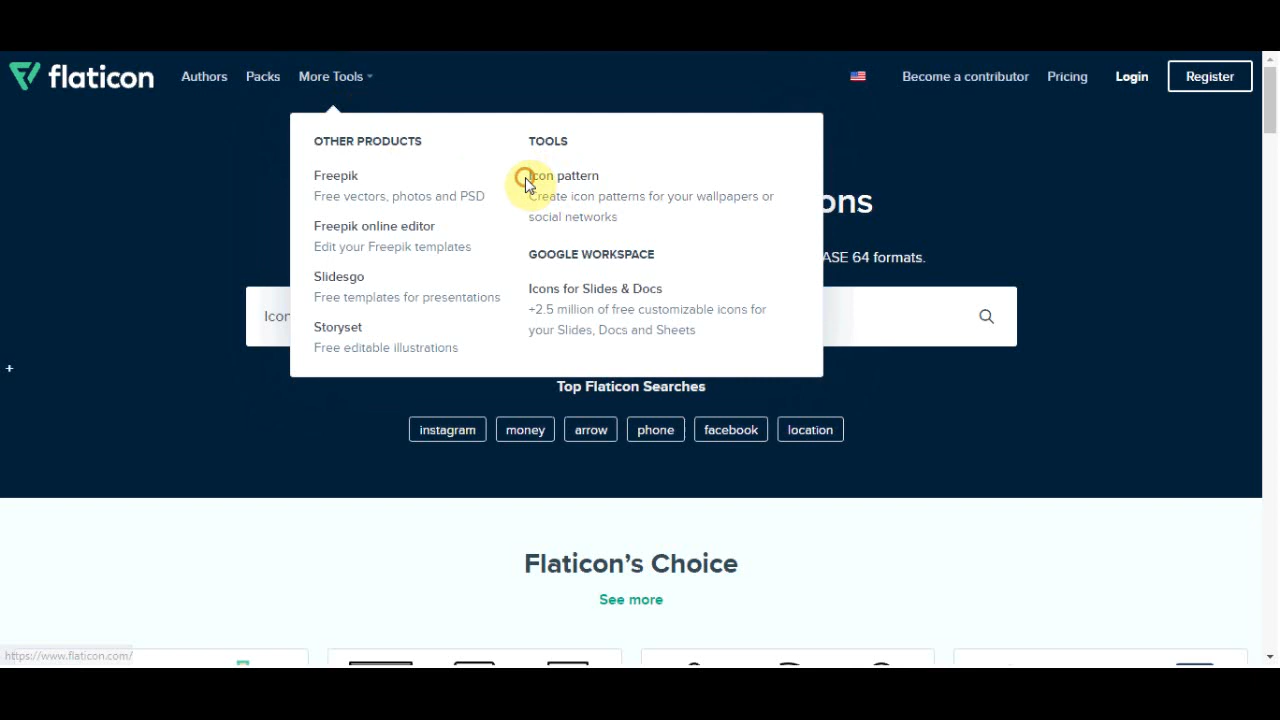 flaticon
Authors Packs More Tools
Become a contributor Pricing Login Register
OTHER PRODUCTS
Freepik
Free vectors, photos and PSD
Freepik online editor
Edit your Freepik templates
Slidesgo
Free templates for presentations
Storyset
Free editable illustrations
TOOLS
Icon pattern
Create icon patterns for your wallpapers or
social networks
GOOGLE WORKSPACE
Icons for Slides & Docs
+2.5 million of free customizable icons for
your Slides, Docs and Sheets
ons
ASE 64 formats.
Icon
Top Flaticon Searches
instagram money arrow phone facebook location
Flaticon's Choice
See more
https://www.flaticon.com/